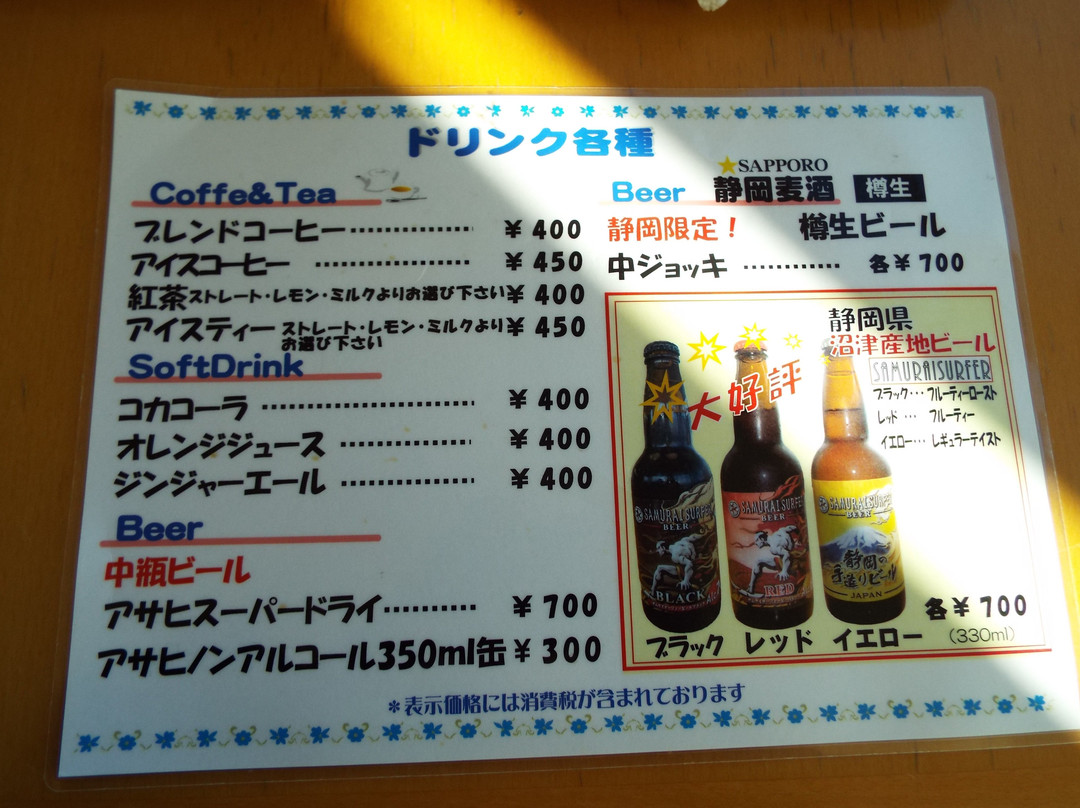 ドリンク各種
Coffe&Tea
ブレンドコーヒー…………… ¥400
アイスコーヒー …………… ¥450
紅茶ストレート・レモン・ミルクよりお選び下さい¥400
アイスティー ストレート・レモン・ミルクより¥450
お選び下さい
SoftDrink
コカコーラ …………………… ¥400
オレンジジュース …………… ¥400
ジンジャーエール …………… ¥400
Beer
中瓶ビール
アサヒスーパードライ………… ¥700
アサヒノンアルコール350ml缶¥300
★SAPPORO
Beer 静岡麦酒 樽生
静岡限定! 樽生ビール
中ジョッキ ………… 各¥700
静岡県
沼津産地ビール
大好評
SAMURAISURFER
ブラック… フルーティーロースト
レッド … フルーティー
イエロー… レギュラーテイスト
SAMURAISURFER
BEER
BLACK
SAMURAISURFER
BEER
RED
SAMURAISURFER
BEER
静岡の
手造りビール
JAPAN
各¥700
ブラック レッド イエロー (330ml)
*表示価格には消費税が含まれております